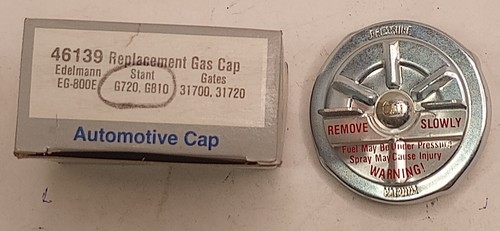 46139 Replacement Gas Cap
Edelmann Stant Gates
EG-800E G720, G810 31700, 31720
Automotive Cap
PRESSURE
REMOVE SLOWLY
Fuel May Be Under Pressure
Spray May Cause Injury
WARNING!